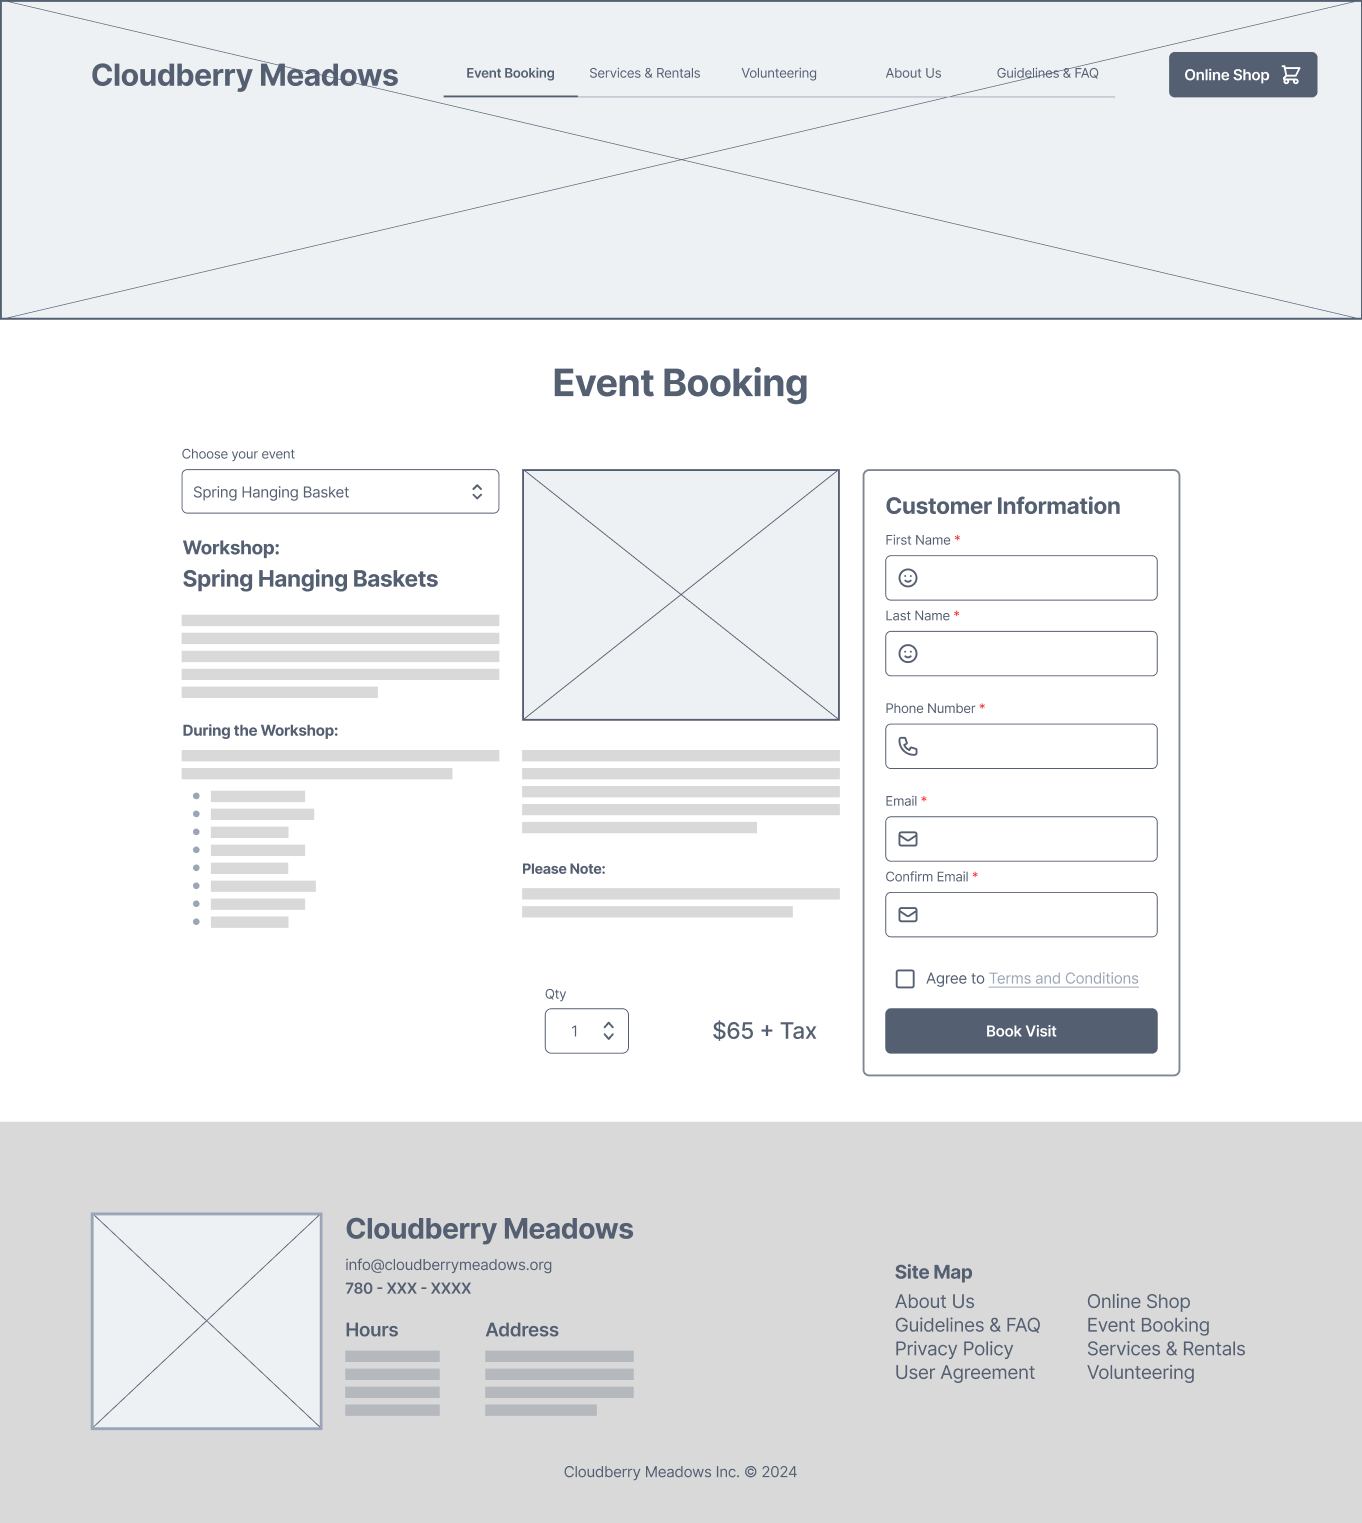 Cloudberry Meadows
Event Booking
Services & Rentals
Volunteering
About Us
Guidelines & FAQ
Online Shop
Event Booking
Choose your event
Spring Hanging Basket
Workshop:
Spring Hanging Baskets
During the Workshop:
Please Note:
Qty
1
$65 + Tax
Customer Information
First Name *
Last Name *
Phone Number *
Email *
Confirm Email *
Agree to Terms and Conditions
Book Visit
Cloudberry Meadows
info@cloudberrymeadows.org
780 - XXX - XXXX
Hours
Address
Site Map
About Us
Guidelines & FAQ
Privacy Policy
User Agreement
Online Shop
Event Booking
Services & Rentals
Volunteering
Cloudberry Meadows Inc. © 2024